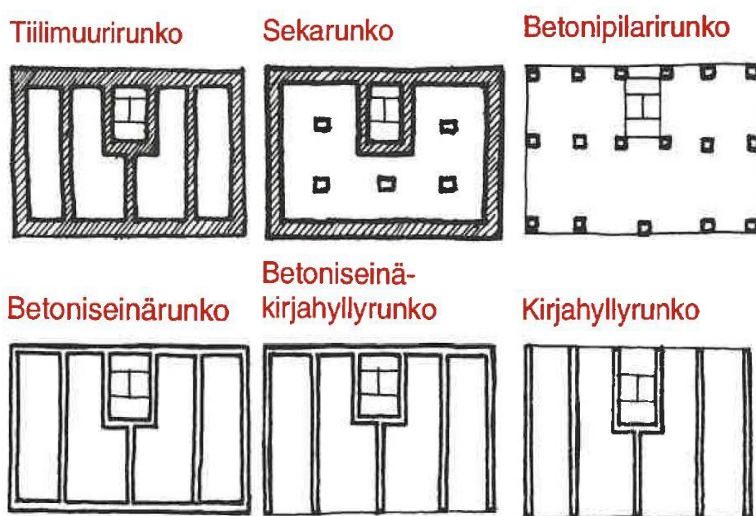 Tiilimuurirunko
Sekarunko
Betonipilarirunko
Betoniseinärunko
Betoniseinä-
kirjahyllyrunko
Kirjahyllyrunko